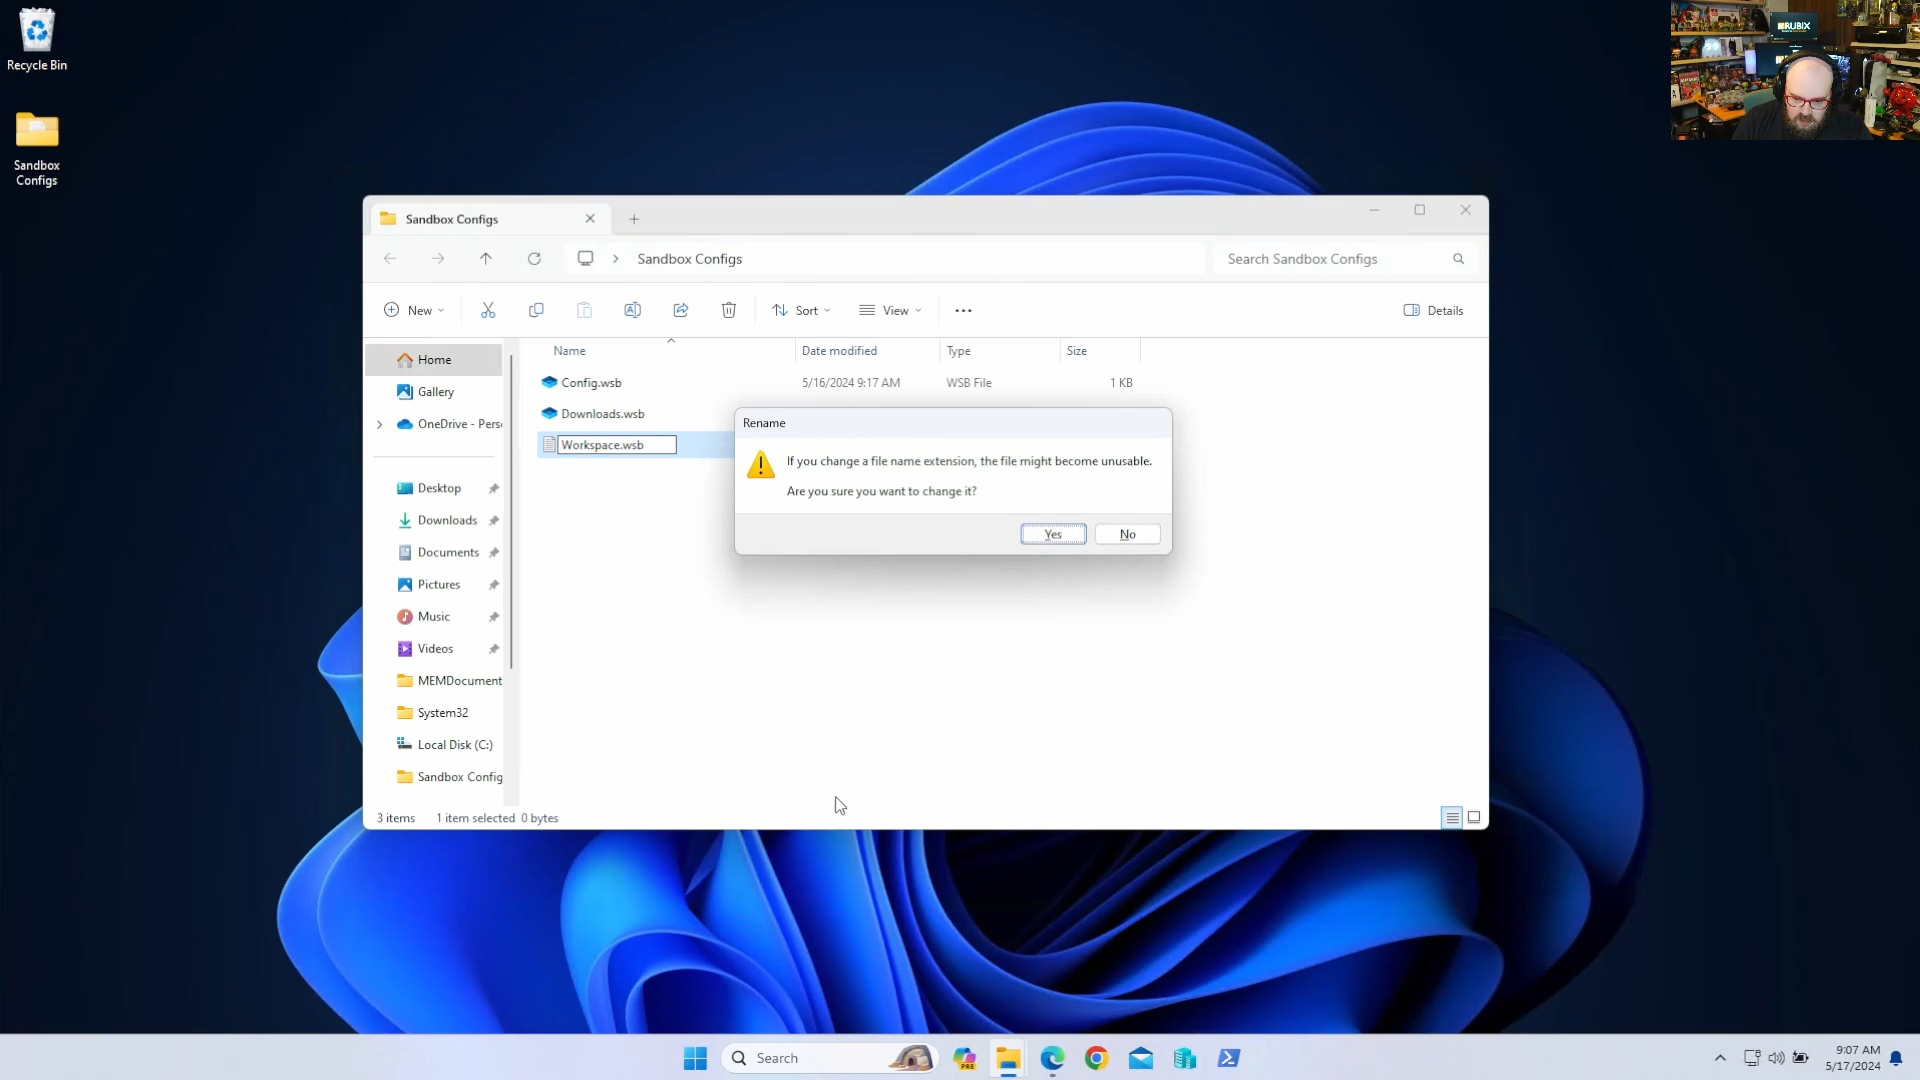 Recycle Bin
Sandbox
Configs
RUBIX
Sandbox Configs
Sandbox Configs
Search Sandbox Configs
New
Sort
View
Details
Name
Date modified
Type
Size
Home
Gallery
OneDrive - Pers
Desktop
Downloads
Documents
Pictures
Music
Videos
MEMDocument
System32
Local Disk (C:)
Sandbox Config
Config.wsb
5/16/2024 9:17 AM
WSB File
1 KB
Downloads.wsb
Workspace.wsb
Rename
If you change a file name extension, the file might become unusable.
Are you sure you want to change it?
Yes
No
3 items
1 item selected 0 bytes
Search
PRE
9:07 AM
5/17/2024